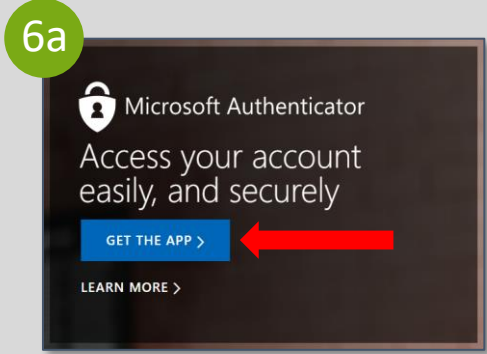 6a
Microsoft Authenticator
Access your account
easily, and securely
GET THE APP >
LEARN MORE >